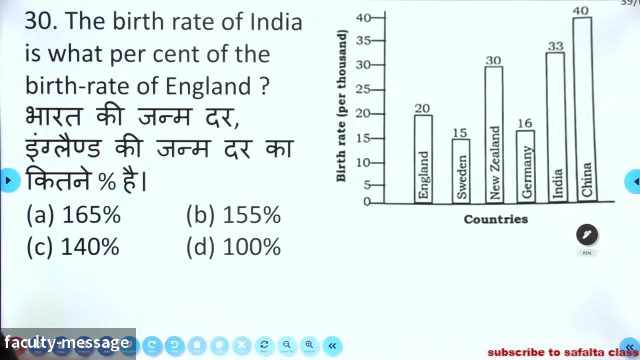 30. The birth rate of India
is what per cent of the
birth-rate of England ?
भारत की जन्म दर,
इंग्लैण्ड की जन्म दर का
कितने % है।
(a) 165% (b) 155%
(c) 140% (d) 100%
Birth rate (per thousand)
40
35
30
25
20
15
10
5
0
20
15
30
16
33
40
England
Sweden
New Zealand
Germany
India
China
Countries
PEN
faculty-message
subscribe to safalta class